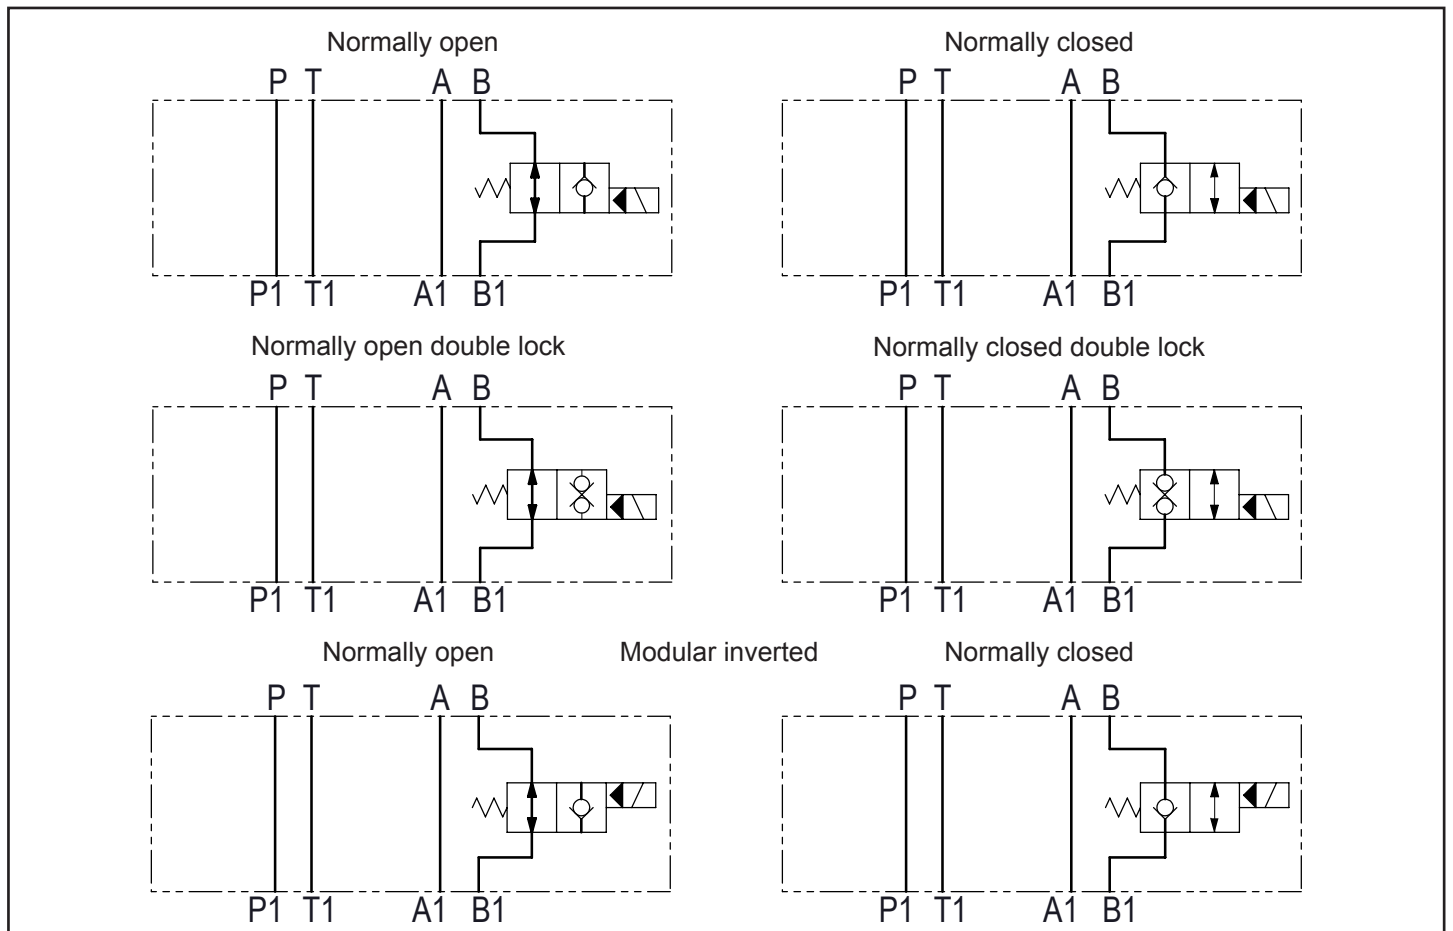 Normally open Normally closed
P T A B P T A B
P1 T1 A1 B1 P1 T1 A1 B1
Normally open double lock Normally closed double lock
P T A B P T A B
P1 T1 A1 B1 P1 T1 A1 B1
Normally open Modular inverted Normally closed
P T A B P T A B
P1 T1 A1 B1 P1 T1 A1 B1